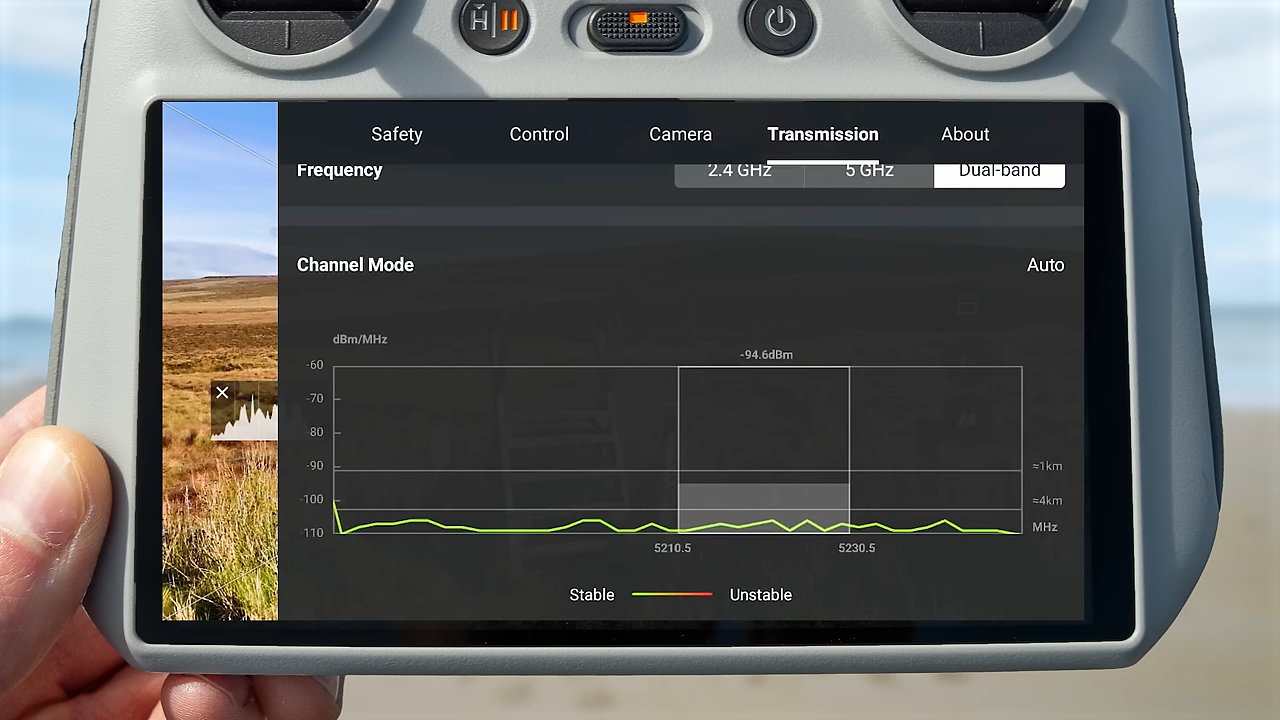 H
Safety Control Camera Transmission About
Frequency 2.4 GHz 5 GHz Dual-band
Channel Mode Auto
dBm/MHz
-94.6dBm
-60
-70
-80
-90
≈1km
-100
≈4km
-110
MHz
5210.5 5230.5
Stable Unstable